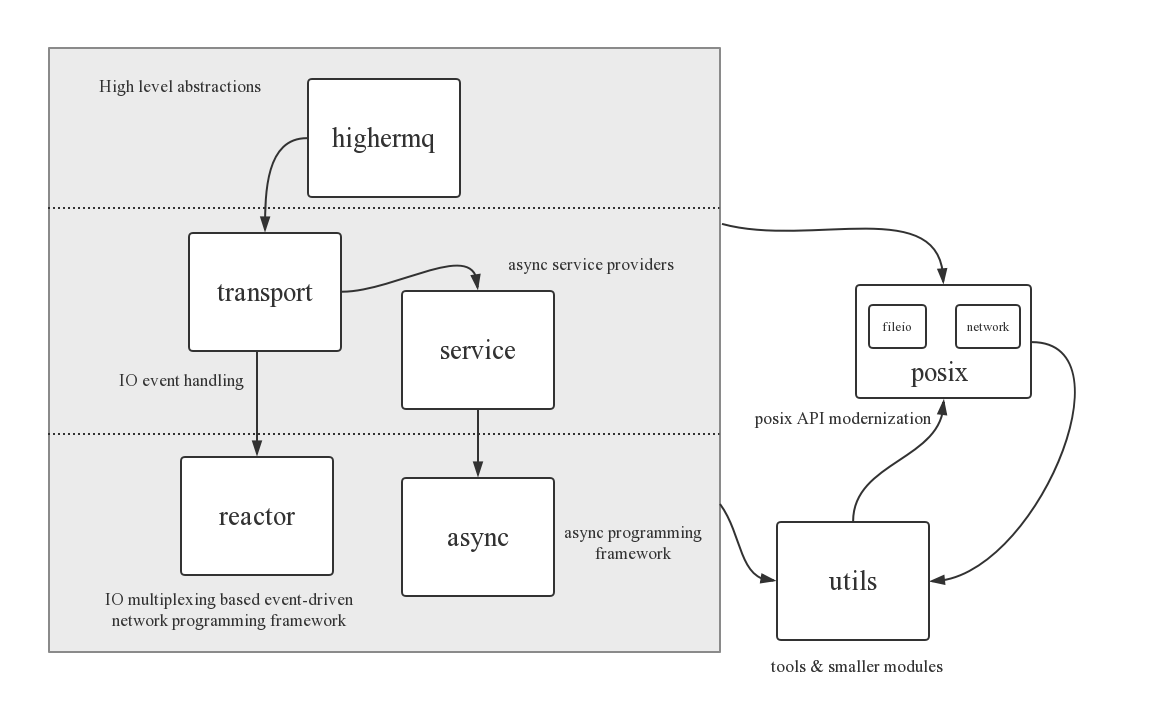 High level abstractions
highermq
transport
async service providers
service
IO event handling
reactor
async
async programming
framework
IO multiplexing based event-driven
network programming framework
fileio
network
posix
posix API modernization
utils
tools & smaller modules